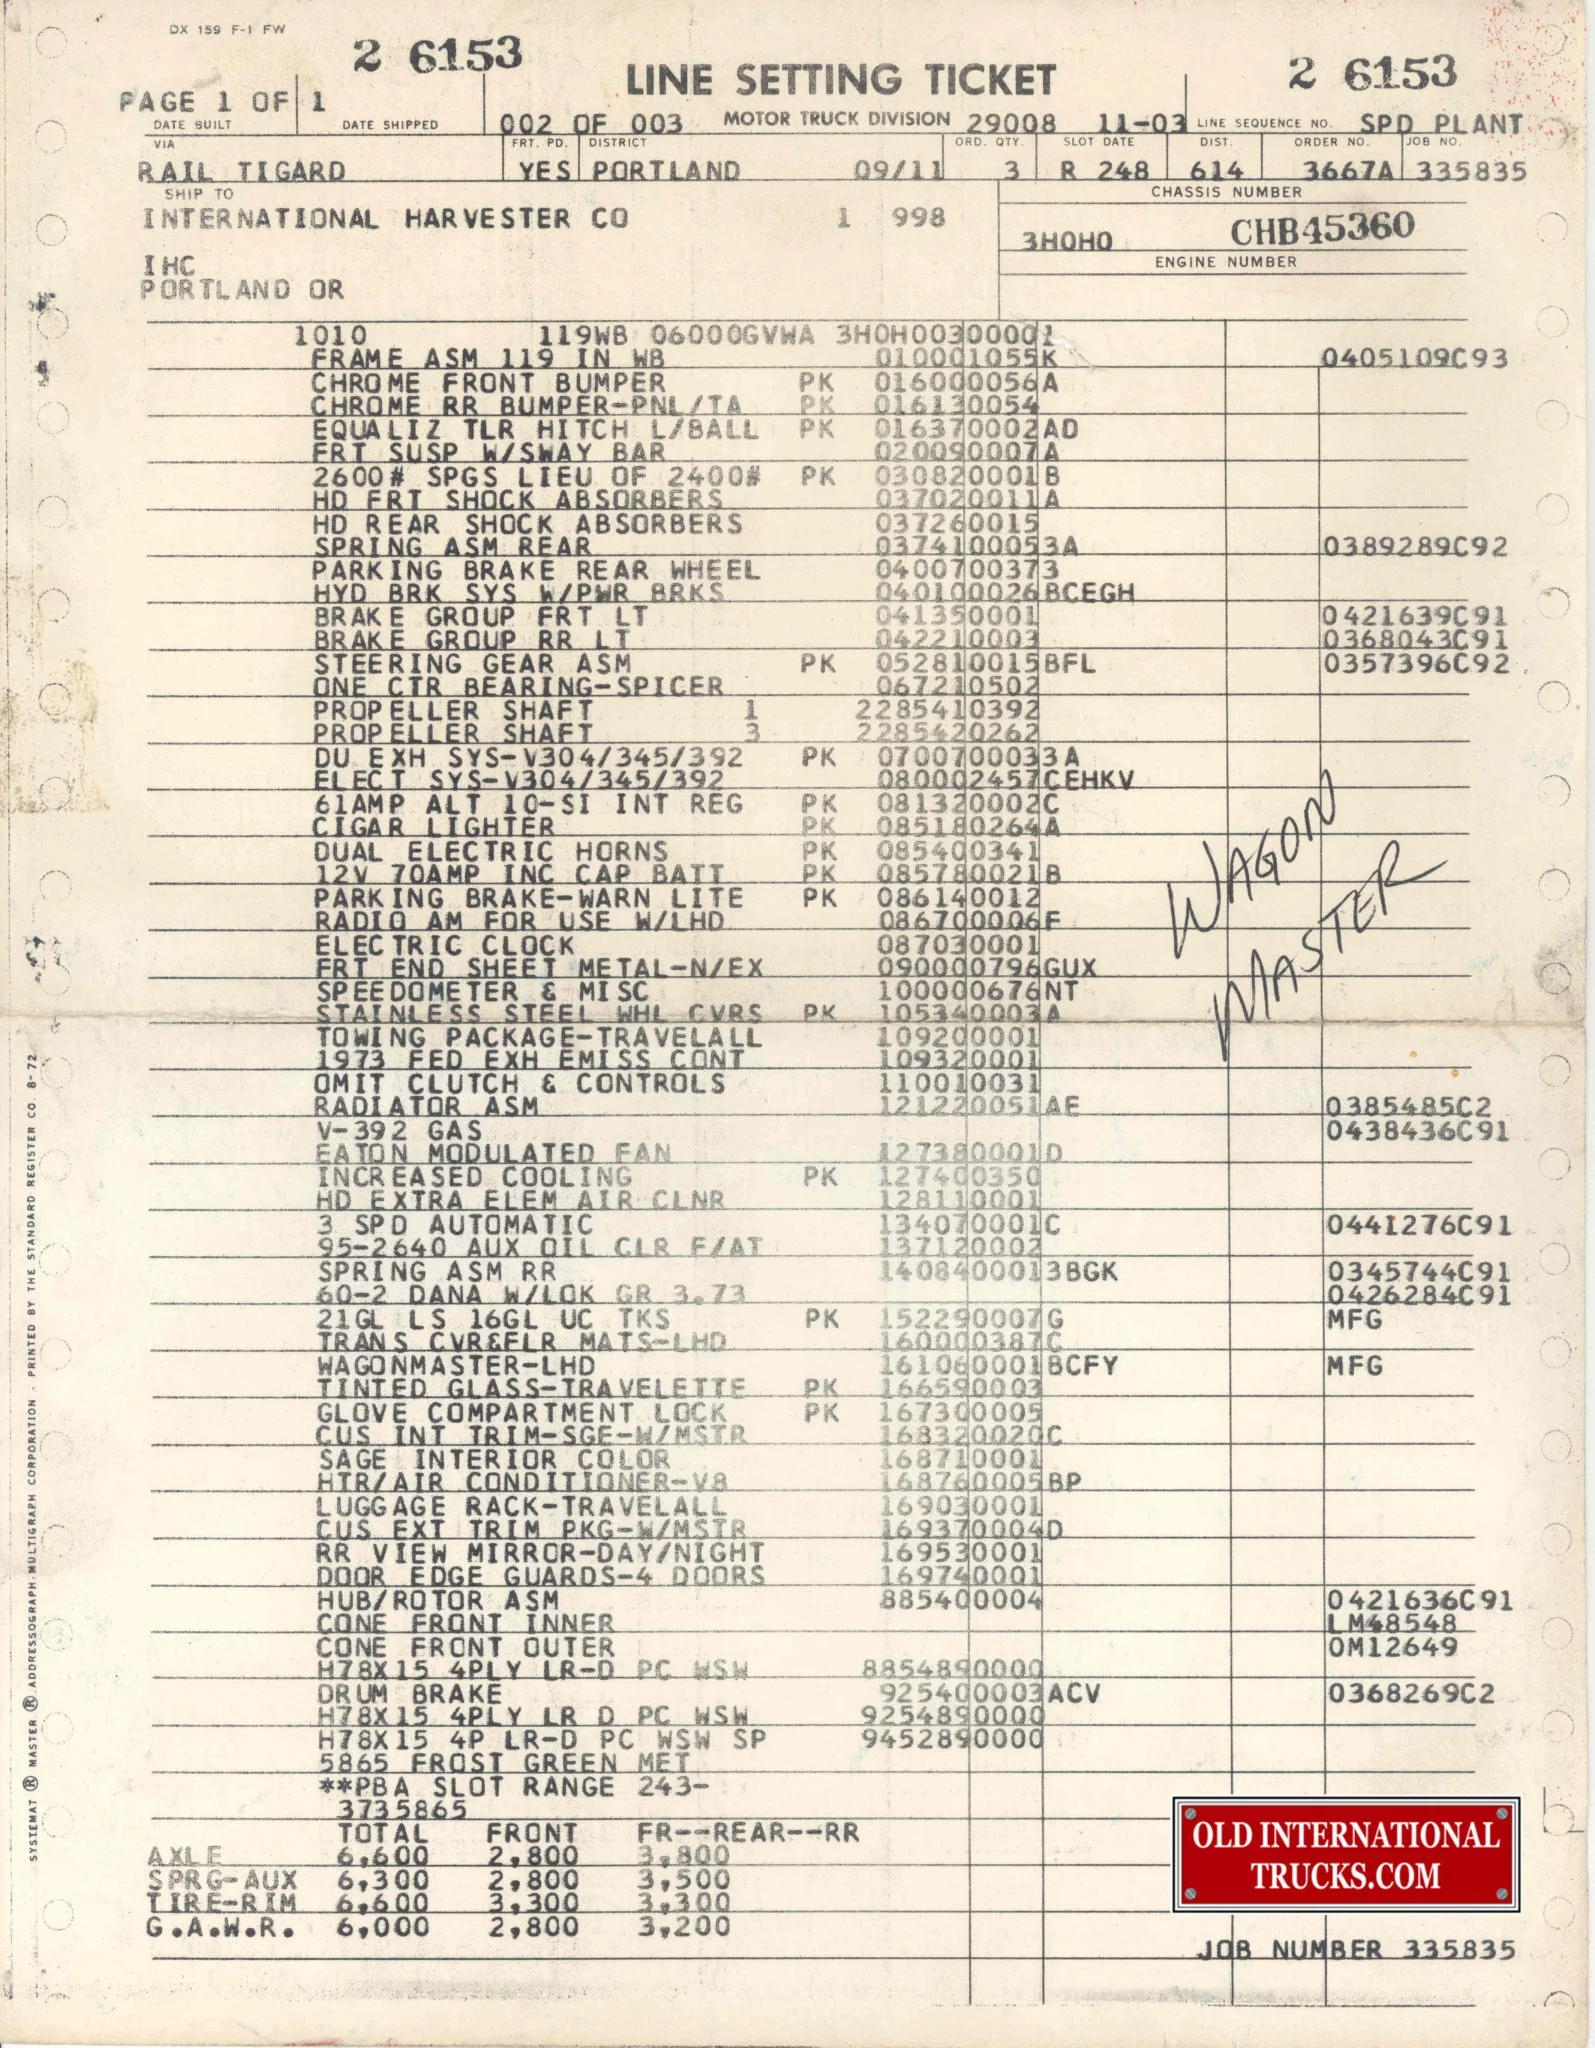 DX 159 F-1 FW
2 6153
LINE SETTING TICKET
2 6153
PAGE 1 OF 1
DATE BUILT DATE SHIPPED 002 OF 003 MOTOR TRUCK DIVISION 29008 11-03 LINE SEQUENCE NO. SPD PLANT
VIA FRT. PD. DISTRICT ORD. QTY. SLOT DATE DIST. ORDER NO. JOB NO.
RAIL TIGARD YES PORTLAND 09/11 3 R 248 614 3667A 335835
SHIP TO CHASSIS NUMBER
INTERNATIONAL HARVESTER CO 1 998
3H0H0 CHB45360
IHC ENGINE NUMBER
PORTLAND OR
1010 119WB 06000GVWA 3H0H00300001
FRAME ASM 119 IN WB 010001055K 0405109C93
CHROME FRONT BUMPER PK 016000056A
CHROME RR BUMPER-PNL/TA PK 016130054
EQUALIZ TLR HITCH L/BALL PK 016370002AD
FRT SUSP W/SWAY BAR 020090007A
2600# SPGS LIEU OF 2400# PK 030820001B
HD FRT SHOCK ABSORBERS 037020011A
HD REAR SHOCK ABSORBERS 037260015
SPRING ASM REAR 0374100053A 0389289C92
PARKING BRAKE REAR WHEEL 0400700373
HYD BRK SYS W/PWR BRKS 040100026BCEGH
BRAKE GROUP FRT LT 041350001 0421639C91
BRAKE GROUP RR LT 042210003 0368043C91
STEERING GEAR ASM PK 052810015BFL 0357396C92
ONE CTR BEARING-SPICER 067210502
PROPELLER SHAFT 1 2285410392
PROPELLER SHAFT 3 2285420262
DU EXH SYS-V304/345/392 PK 0700700033A
ELECT SYS-V304/345/392 080002457CEHKV
61AMP ALT 10-SI INT REG PK 081320002C
CIGAR LIGHTER PK 085180264A
DUAL ELECTRIC HORNS PK 085400341
12V 70AMP INC CAP BATT PK 085780021B
PARKING BRAKE-WARN LITE PK 086140012
RADIO AM FOR USE W/LHD 086700006F
ELECTRIC CLOCK 087030001
FRT END SHEET METAL-N/EX 090000796GUX
SPEEDOMETER & MISC 100000676NT
STAINLESS STEEL WHL CVRS PK 105340003A
WAGON
MASTER
TOWING PACKAGE-TRAVELALL 109200001
1973 FED EXH EMISS CONT 109320001
OMIT CLUTCH & CONTROLS 110010031
RADIATOR ASM 121220051AE 0385485C2
V-392 GAS 0438436C91
EATON MODULATED FAN 127380001D
INCREASED COOLING PK 127400350
HD EXTRA ELEM AIR CLNR 128110001
3 SPD AUTOMATIC 134070001C 0441276C91
95-2640 AUX OIL CLR F/AT 137120002
SPRING ASM RR 1408400013BGK 0345744C91
60-2 DANA W/LOK GR 3.73 0426284C91
21GL LS 16GL UC TKS PK 152290007G MFG
TRANS CVR&FLR MATS-LHD 160000387C
WAGONMASTER-LHD 161060001BCFY MFG
TINTED GLASS-TRAVELETTE PK 166590003
GLOVE COMPARTMENT LOCK PK 167300005
CUS INT TRIM-SGE-W/MSTR 168320020C
SAGE INTERIOR COLOR 168710001
HTR/AIR CONDITIONER-V8 168760005BP
LUGGAGE RACK-TRAVELALL 169030001
CUS EXT TRIM PKG-W/MSTR 169370004D
RR VIEW MIRROR-DAY/NIGHT 169530001
DOOR EDGE GUARDS-4 DOORS 169740001
HUB/ROTOR ASM 885400004 0421636C91
CONE FRONT INNER LM48548
CONE FRONT OUTER 0M12649
H78X15 4PLY LR-D PC WSW 8854890000
DRUM BRAKE 925400003ACV 0368269C2
H78X15 4PLY LR D PC WSW 9254890000
H78X15 4P LR-D PC WSW SP 9452890000
5865 FROST GREEN MET
**PBA SLOT RANGE 243-
3735865
TOTAL FRONT FR--REAR--RR
AXLE 6,600 2,800 3,800
SPRG-AUX 6,300 2,800 3,500
TIRE-RIM 6,600 3,300 3,300
G.A.W.R. 6,000 2,800 3,200
OLD INTERNATIONAL
TRUCKS.COM
JOB NUMBER 335835
SYSTEMAT ® MASTER ® ADDRESSOGRAPH-MULTIGRAPH CORPORATION - PRINTED BY THE STANDARD REGISTER CO. 8-72